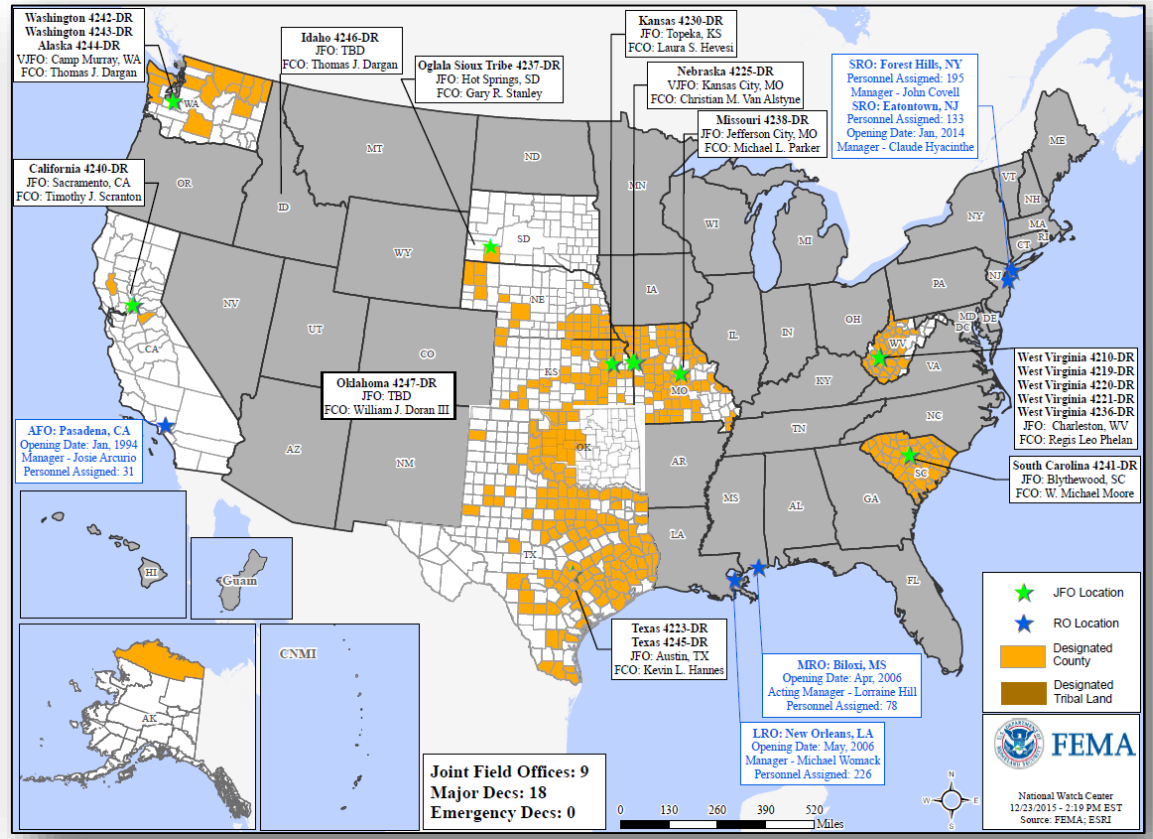 Washington 4242-DR
Washington 4243-DR
Alaska 4244-DR
VJFO: Camp Murray, WA
FCO: Thomas J. Dargan
Idaho 4246-DR
JFO: TBD
FCO: Thomas J. Dargan
Oglala Sioux Tribe 4237-DR
JFO: Hot Springs, SD
FCO: Gary R. Stanley
Kansas 4230-DR
JFO: Topeka, KS
FCO: Laura S. Hevesi
Nebraska 4225-DR
VJFO: Kansas City, MO
FCO: Christian M. Van Alstyne
Missouri 4238-DR
JFO: Jefferson City, MO
FCO: Michael L. Parker
SRO: Forest Hills, NY
Personnel Assigned: 195
Manager - John Covell
SRO: Eatontown, NJ
Personnel Assigned: 133
Opening Date: Jan, 2014
Manager - Claude Hyacinthe
California 4240-DR
JFO: Sacramento, CA
FCO: Timothy J. Scranton
WA
OR
MT
ID
ND
MN
WI
MI
ME
VT
NH
NY
MA
RI
CT
WY
SD
IA
PA
NJ
NV
UT
CO
NE
IL
IN
OH
MD
DE
DC
WV
VA
CA
KS
MO
KY
AZ
NM
OK
AR
TN
NC
SC
TX
LA
MS
AL
GA
FL
Oklahoma 4247-DR
JFO: TBD
FCO: William J. Doran III
West Virginia 4210-DR
West Virginia 4219-DR
West Virginia 4220-DR
West Virginia 4221-DR
West Virginia 4236-DR
JFO: Charleston, WV
FCO: Regis Leo Phelan
AFO: Pasadena, CA
Opening Date: Jan, 1994
Manager - Josie Arcurio
Personnel Assigned: 31
South Carolina 4241-DR
JFO: Blythewood, SC
FCO: W. Michael Moore
HI
Guam
AK
CNMI
Texas 4223-DR
Texas 4245-DR
JFO: Austin, TX
FCO: Kevin L. Hannes
MRO: Biloxi, MS
Opening Date: Apr, 2006
Acting Manager - Lorraine Hill
Personal Assigned: 78
LRO: New Orleans, LA
Opening Date: May, 2006
Manager - Michael Womack
Personnel Assigned: 226
JFO Location
RO Location
Designated
County
Designated
Tribal Land
Joint Field Offices: 9
Major Decs: 18
Emergency Decs: 0
0 130 260 390 520
Miles
N
W E
S
FEMA
National Watch Center
12/23/2015 - 2:19 PM EST
Source: FEMA; ESRI